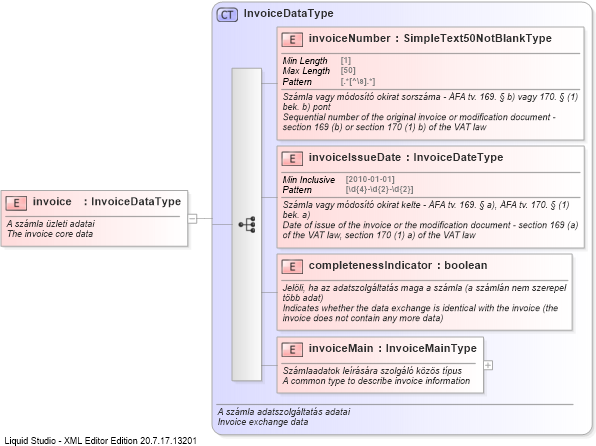 CT InvoiceDataType
E invoiceNumber : SimpleText50NotBlankType
Min Length [1]
Max Length [50]
Pattern [.*[^\s].*]
Számla vagy módosító okirat sorszáma - ÁFA tv. 169. § b) vagy 170. § (1)
bek. b) pont
Sequential number of the original invoice or modification document -
section 169 (b) or section 170 (1) b) of the VAT law
E invoiceIssueDate : InvoiceDateType
Min Inclusive [2010-01-01]
Pattern [\d{4}-\d{2}-\d{2}]
Számla vagy módosító okirat kelte - ÁFA tv. 169. § a), ÁFA tv. 170. § (1)
bek. a)
Date of issue of the invoice or the modification document - section 169 (a)
of the VAT law, section 170 (1) a) of the VAT law
E invoice : InvoiceDataType
A számla üzleti adatai
The invoice core data
E completenessIndicator : boolean
Jelöli, ha az adatszolgáltatás maga a számla (a számlán nem szerepel
több adat)
Indicates whether the data exchange is identical with the invoice (the
invoice does not contain any more data)
E invoiceMain : InvoiceMainType
Számlaadatok leírására szolgáló közös típus
A common type to describe invoice information
A számla adatszolgáltatás adatai
Invoice exchange data
Liquid Studio - XML Editor Edition 20.7.17.13201